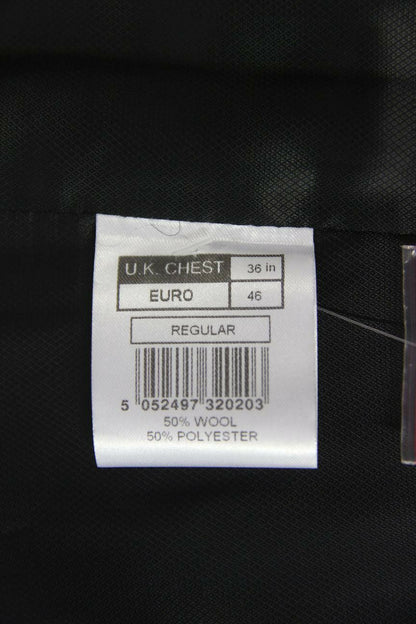 U.K. CHEST 36 in
EURO 46
REGULAR
5 052497 320203
50% WOOL
50% POLYESTER